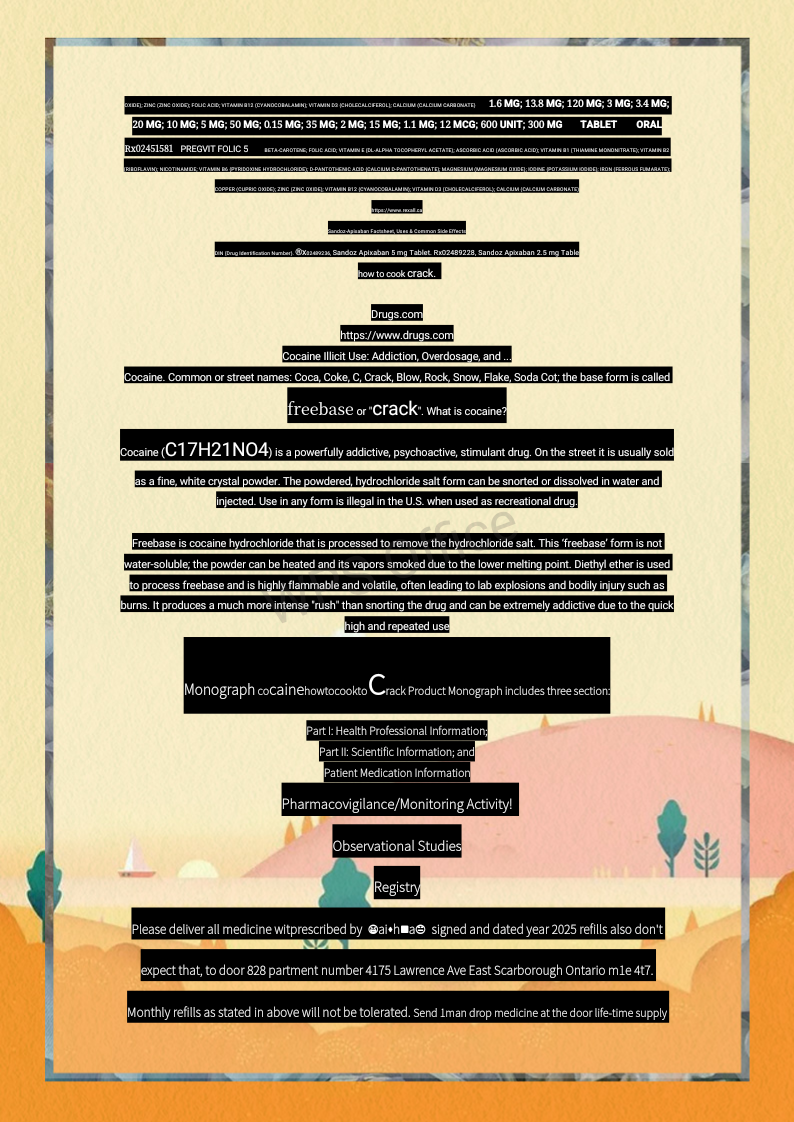 OXIDE); ZINC (ZINC OXIDE); FOLIC ACID; VITAMIN B12 (CYANOCOBALAMIN); VITAMIN D3 (CHOLECALCIFEROL); CALCIUM (CALCIUM CARBONATE) 1.6 MG; 13.8 MG; 120 MG; 3 MG; 3.4 MG;
20 MG; 10 MG; 5 MG; 50 MG; 0.15 MG; 35 MG; 2 MG; 15 MG; 1.1 MG; 12 MCG; 600 UNIT; 300 MG TABLET ORAL
Rx02451581 PREGVIT FOLIC 5 BETA-CAROTENE; FOLIC ACID; VITAMIN E (DL-ALPHA TOCOPHERYL ACETATE); ASCORBIC ACID (ASCORBIC ACID); VITAMIN B1 (THIAMINE MONONITRATE); VITAMIN B2
(RIBOFLAVIN); NICOTINAMIDE; VITAMIN B6 (PYRIDOXINE HYDROCHLORIDE); D-PANTOTHENIC ACID (CALCIUM D-PANTOTHENATE); MAGNESIUM (MAGNESIUM OXIDE); IODINE (POTASSIUM IODIDE); IRON (FERROUS FUMARATE);
COPPER (CUPRIC OXIDE); ZINC (ZINC OXIDE); VITAMIN B12 (CYANOCOBALAMIN); VITAMIN D3 (CHOLECALCIFEROL); CALCIUM (CALCIUM CARBONATE)
https://www.rexall.ca
Sandoz-Apixaban Factsheet, Uses & Common Side Effects
DIN (Drug Identification Number). ®x02489236, Sandoz Apixaban 5 mg Tablet. Rx02489228, Sandoz Apixaban 2.5 mg Table
how to cook crack.
Drugs.com
https://www.drugs.com
Cocaine Illicit Use: Addiction, Overdosage, and ...
Cocaine. Common or street names: Coca, Coke, C, Crack, Blow, Rock, Snow, Flake, Soda Cot; the base form is called
freebase or "crack". What is cocaine?
Cocaine (C17H21NO4) is a powerfully addictive, psychoactive, stimulant drug. On the street it is usually sold
as a fine, white crystal powder. The powdered, hydrochloride salt form can be snorted or dissolved in water and
injected. Use in any form is illegal in the U.S. when used as recreational drug.
WPS Office
Freebase is cocaine hydrochloride that is processed to remove the hydrochloride salt. This ‘freebase’ form is not
water-soluble; the powder can be heated and its vapors smoked due to the lower melting point. Diethyl ether is used
to process freebase and is highly flammable and volatile, often leading to lab explosions and bodily injury such as
burns. It produces a much more intense "rush" than snorting the drug and can be extremely addictive due to the quick
high and repeated use
Monograph cocainehowtocooktoCrack Product Monograph includes three section:
Part I: Health Professional Information;
Part II: Scientific Information; and
Patient Medication Information
Pharmacovigilance/Monitoring Activity!
Observational Studies
Registry
Please deliver all medicine witprescribed by 😀ai♦h■a😐 signed and dated year 2025 refills also don't
expect that, to door 828 partment number 4175 Lawrence Ave East Scarborough Ontario m1e 4t7.
Monthly refills as stated in above will not be tolerated. Send 1man drop medicine at the door life-time supply